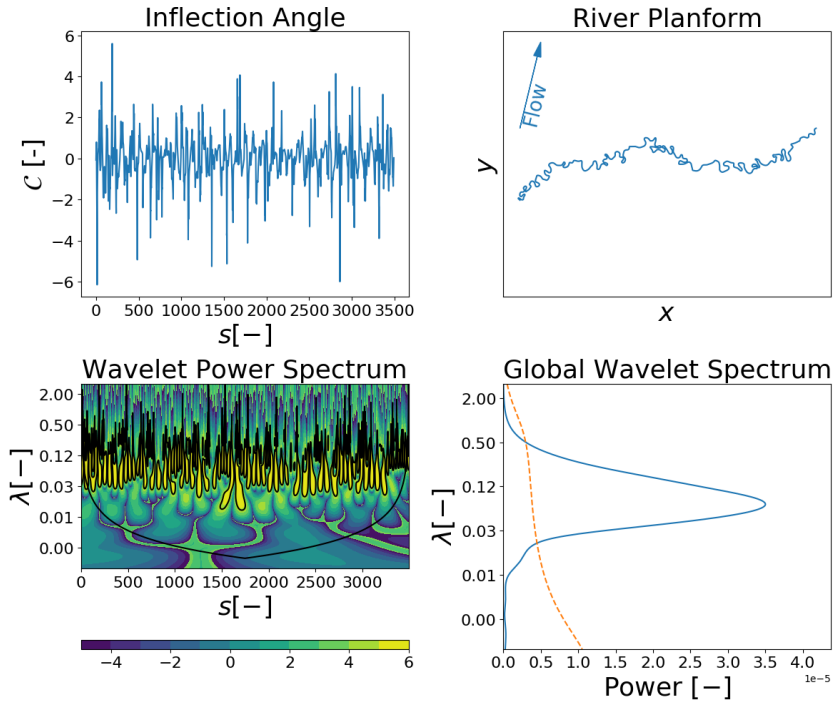 Inflection Angle
6
4
2
0
−2
−4
−6
C [-]
0 500 1000 1500 2000 2500 3000 3500
s[−]
River Planform
Flow
y
x
Wavelet Power Spectrum
2.00
0.50
0.12
0.03
0.01
0.00
λ[−]
0 500 1000 1500 2000 2500 3000
s[−]
−4 −2 0 2 4 6
Global Wavelet Spectrum
2.00
0.50
0.12
0.03
0.01
0.00
λ[−]
0.0 0.5 1.0 1.5 2.0 2.5 3.0 3.5 4.0
1e−5
Power [−]